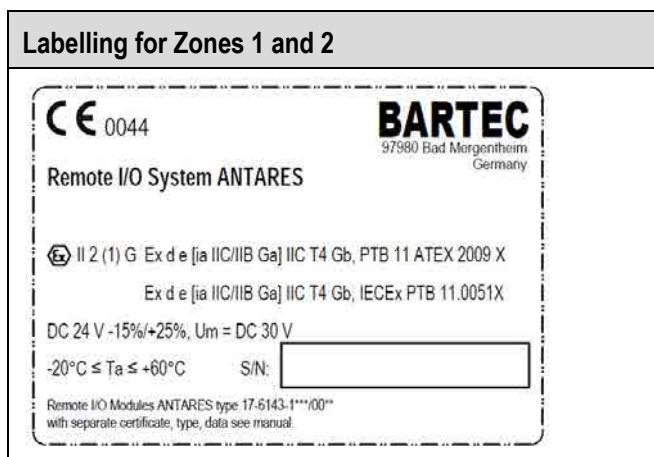 Labelling for Zones 1 and 2
CE 0044
BARTEC
97980 Bad Mergentheim
Germany
Remote I/O System ANTARES
Ex II 2 (1) G Ex d e [ia IIC/IIB Ga] IIC T4 Gb, PTB 11 ATEX 2009 X
Ex d e [ia IIC/IIB Ga] IIC T4 Gb, IECEx PTB 11.0051X
DC 24 V -15%/+25%, Um = DC 30 V
-20°C ≤ Ta ≤ +60°C S/N:
Remote I/O Modules ANTARES type 17-6143-1***/00**
with separate certificate, type, data see manual.